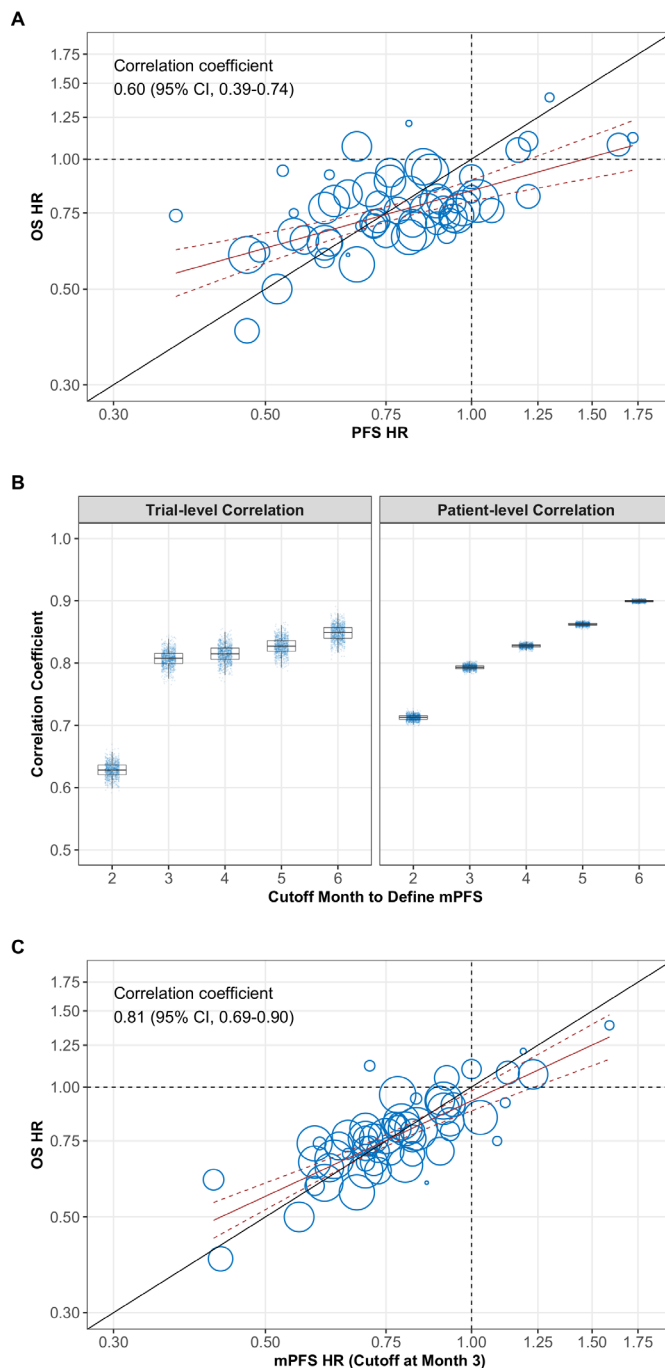 A
Correlation coefficient
0.60 (95% CI, 0.39-0.74)
OS HR
1.75
1.50
1.25
1.00
0.75
0.50
0.30
0.30 0.50 0.75 1.00 1.25 1.50 1.75
PFS HR
B
Trial-level Correlation Patient-level Correlation
Correlation Coefficient
1.0
0.9
0.8
0.7
0.6
0.5
2 3 4 5 6 2 3 4 5 6
Cutoff Month to Define mPFS
C
Correlation coefficient
0.81 (95% CI, 0.69-0.90)
OS HR
1.75
1.50
1.25
1.00
0.75
0.50
0.30
0.30 0.50 0.75 1.00 1.25 1.50 1.75
mPFS HR (Cutoff at Month 3)